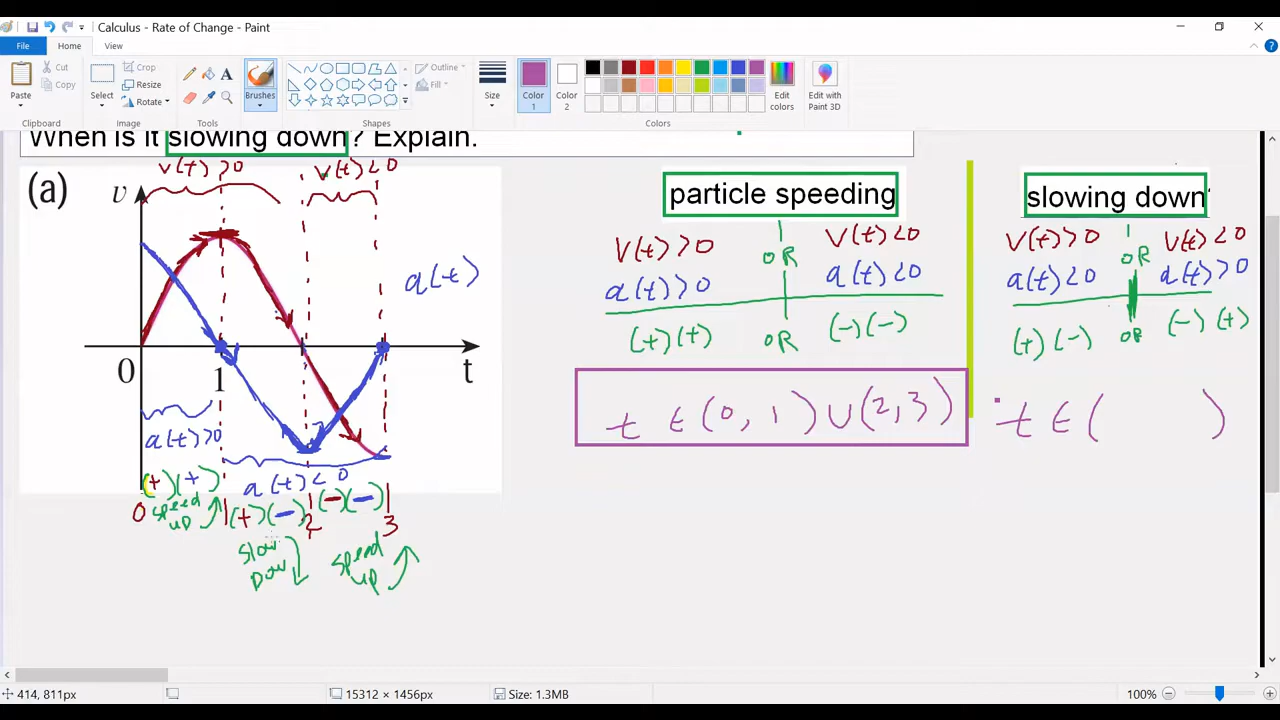 Calculus - Rate of Change - Paint
File Home View
Paste
Cut
Copy
Clipboard
Select
Crop
Resize
Rotate
Image
Tools
Brushes
Shapes
Outline
Fill
Size
Color 1
Color 2
Colors
Edit colors
Edit with Paint 3D
When is it slowing down? Explain.
(a)
v
v(t) >0
v(t) <0
a(t)
0
1
t
a(t) >0
a(t) < 0
(+)(+)
(+)(-)
(-)(-)
0
1
2
3
speed up
slow down
speed up
particle speeding
v(t) >0 OR v(t) <0
a(t) >0 a(t) <0
(+)(+) OR (-)(-)
t ∈ (0, 1) U (2, 3)
slowing down
v(t) >0 OR v(t) <0
a(t) <0 a(t) >0
(+)(-) OR (-)(+)
t ∈ ( )
414, 811px
15312 × 1456px
Size: 1.3MB
100%